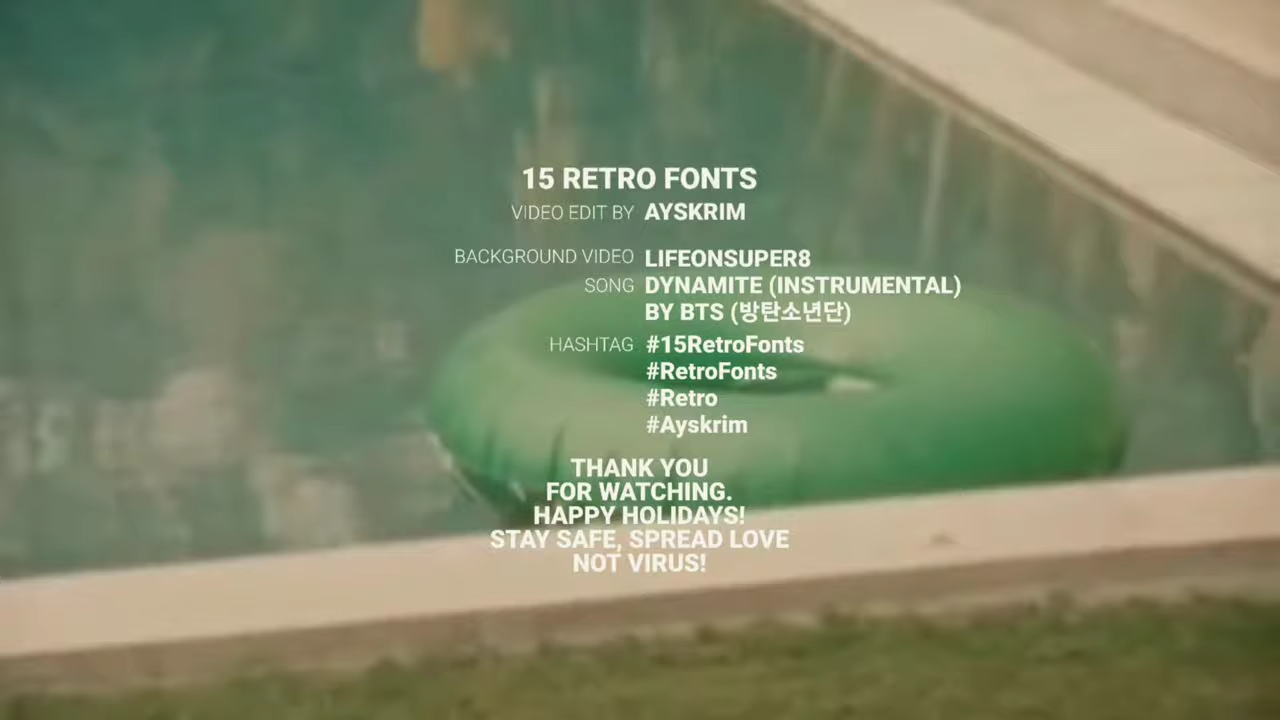 15 RETRO FONTS
VIDEO EDIT BY AYSKRIM
BACKGROUND VIDEO LIFEONSUPER8
SONG DYNAMITE (INSTRUMENTAL)
BY BTS (방탄소년단)
HASHTAG #15RetroFonts
#RetroFonts
#Retro
#Ayskrim
THANK YOU
FOR WATCHING.
HAPPY HOLIDAYS!
STAY SAFE, SPREAD LOVE
NOT VIRUS!